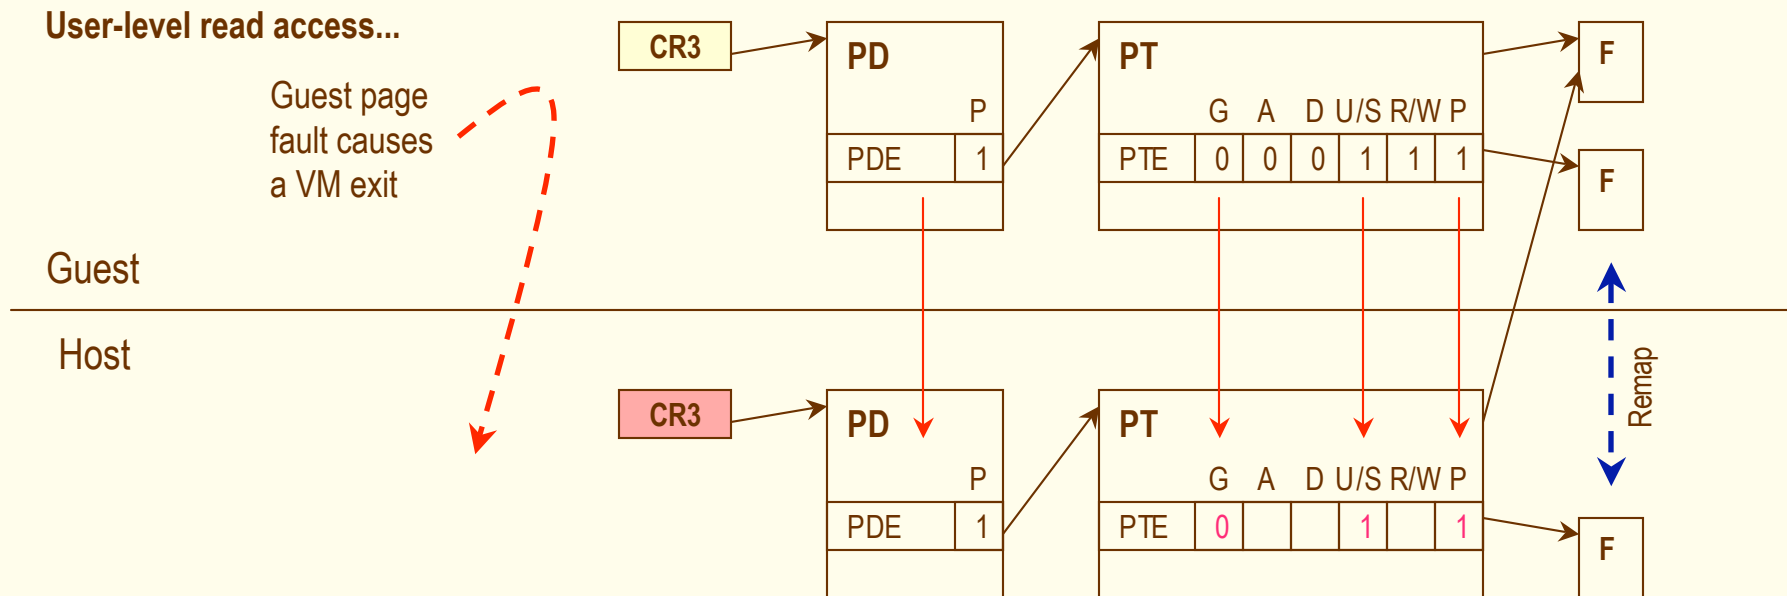 User-level read access...
CR3
PD
PT
F
Guest page
fault causes
a VM exit
P
G A D U/S R/W P
PDE 1
PTE 0 0 0 1 1 1
F
Guest
Host
Remap
CR3
PD
PT
P
G A D U/S R/W P
PDE 1
PTE 0 1 1
F